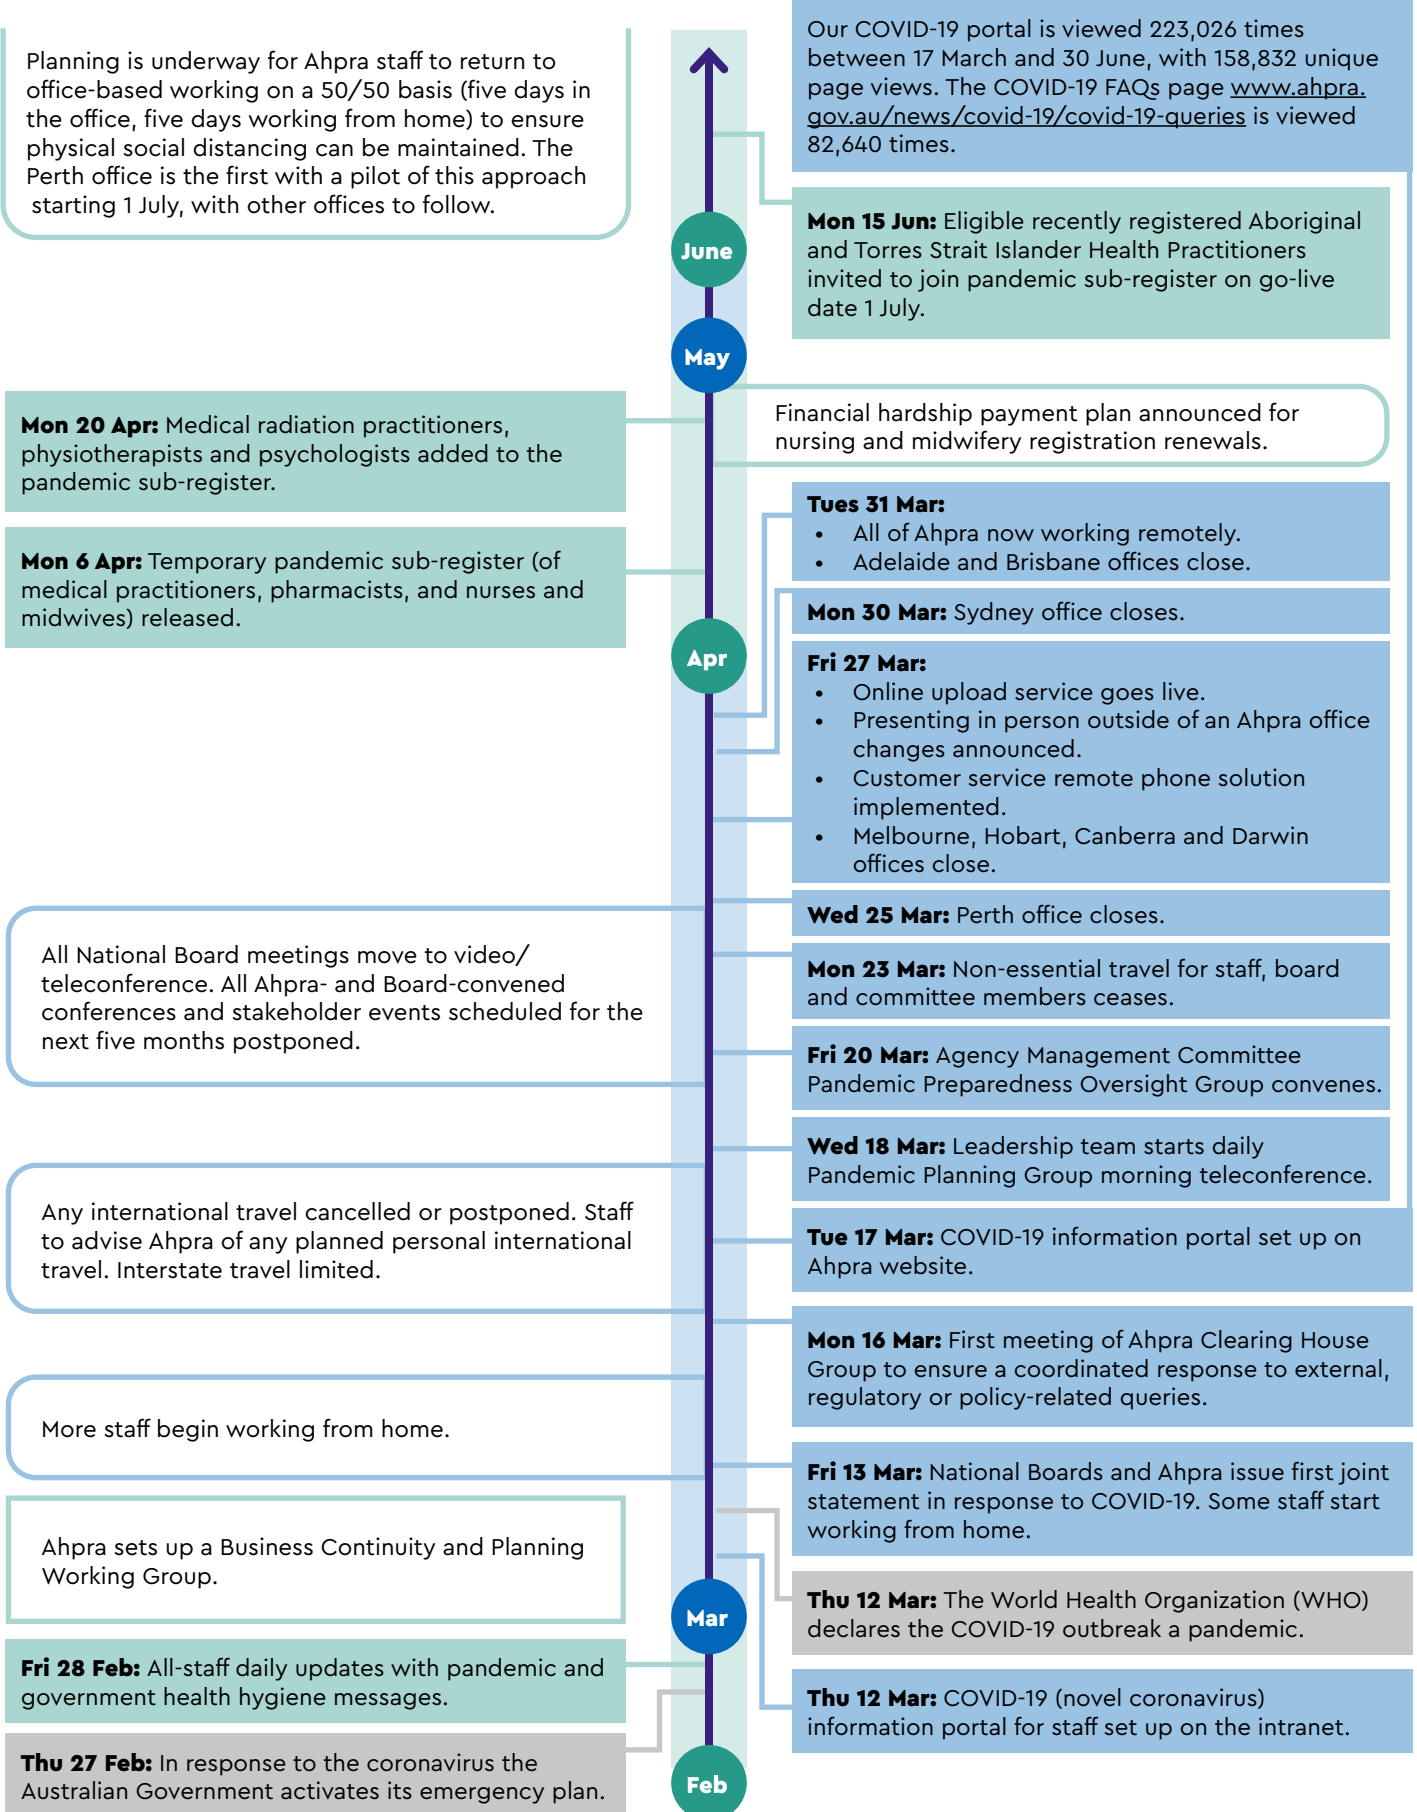 Planning is underway for Ahpra staff to return to
office-based working on a 50/50 basis (five days in
the office, five days working from home) to ensure
physical social distancing can be maintained. The
Perth office is the first with a pilot of this approach
starting 1 July, with other offices to follow.
Our COVID-19 portal is viewed 223,026 times
between 17 March and 30 June, with 158,832 unique
page views. The COVID-19 FAQs page www.ahpra.
gov.au/news/covid-19/covid-19-queries is viewed
82,640 times.
Mon 15 Jun: Eligible recently registered Aboriginal
and Torres Strait Islander Health Practitioners
invited to join pandemic sub-register on go-live
date 1 July.
June
May
Mon 20 Apr: Medical radiation practitioners,
physiotherapists and psychologists added to the
pandemic sub-register.
Financial hardship payment plan announced for
nursing and midwifery registration renewals.
Mon 6 Apr: Temporary pandemic sub-register (of
medical practitioners, pharmacists, and nurses and
midwives) released.
Apr
Tues 31 Mar:
• All of Ahpra now working remotely.
• Adelaide and Brisbane offices close.
Mon 30 Mar: Sydney office closes.
Fri 27 Mar:
• Online upload service goes live.
• Presenting in person outside of an Ahpra office
changes announced.
• Customer service remote phone solution
implemented.
• Melbourne, Hobart, Canberra and Darwin
offices close.
Wed 25 Mar: Perth office closes.
All National Board meetings move to video/
teleconference. All Ahpra- and Board-convened
conferences and stakeholder events scheduled for the
next five months postponed.
Mon 23 Mar: Non-essential travel for staff, board
and committee members ceases.
Fri 20 Mar: Agency Management Committee
Pandemic Preparedness Oversight Group convenes.
Wed 18 Mar: Leadership team starts daily
Pandemic Planning Group morning teleconference.
Any international travel cancelled or postponed. Staff
to advise Ahpra of any planned personal international
travel. Interstate travel limited.
Tue 17 Mar: COVID-19 information portal set up on
Ahpra website.
Mon 16 Mar: First meeting of Ahpra Clearing House
Group to ensure a coordinated response to external,
regulatory or policy-related queries.
More staff begin working from home.
Fri 13 Mar: National Boards and Ahpra issue first joint
statement in response to COVID-19. Some staff start
working from home.
Ahpra sets up a Business Continuity and Planning
Working Group.
Thu 12 Mar: The World Health Organization (WHO)
declares the COVID-19 outbreak a pandemic.
Mar
Fri 28 Feb: All-staff daily updates with pandemic and
government health hygiene messages.
Thu 12 Mar: COVID-19 (novel coronavirus)
information portal for staff set up on the intranet.
Thu 27 Feb: In response to the coronavirus the
Australian Government activates its emergency plan.
Feb